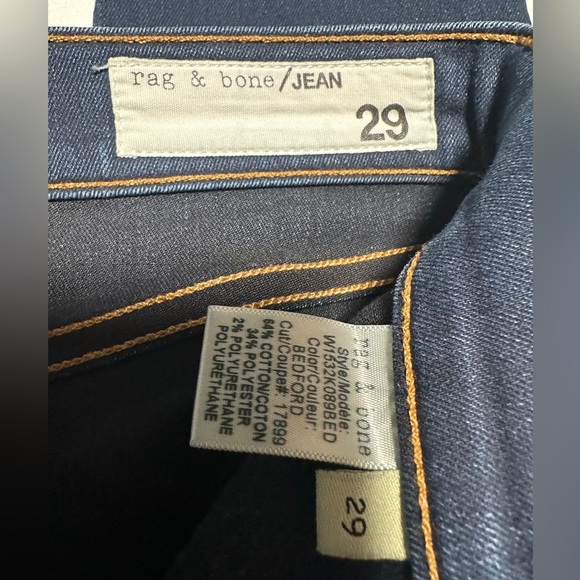 rag & bone/JEAN
29
rag & bone
Style/Modèle:
W1533K089BED
Color/Couleur:
BEDFORD
Cut/Coupe#: 17899
64% COTTON/COTON
34% POLYESTER
2% POLYURETHANE
POLYURÉTHANE
29